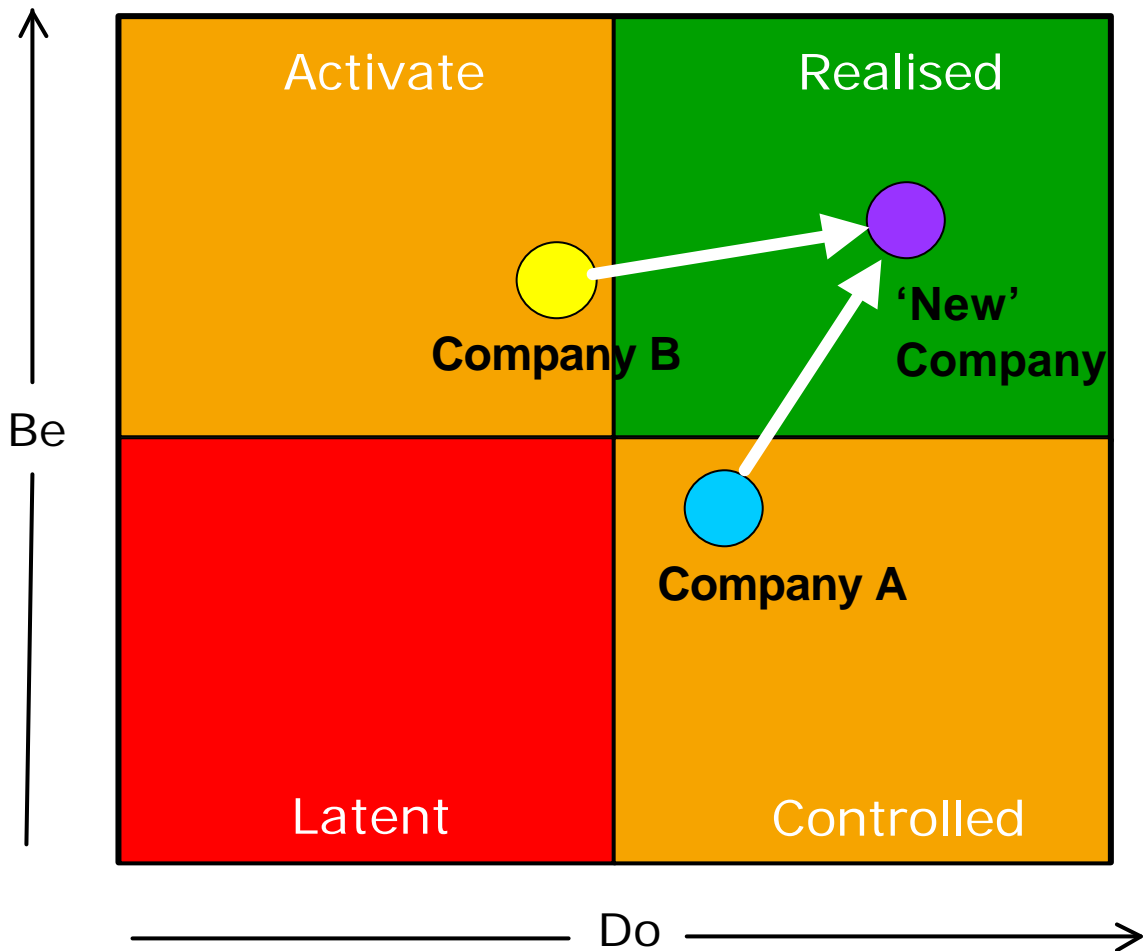 Activate
Realised
‘New’
Company
Company B
Be
Company A
Latent
Controlled
Do